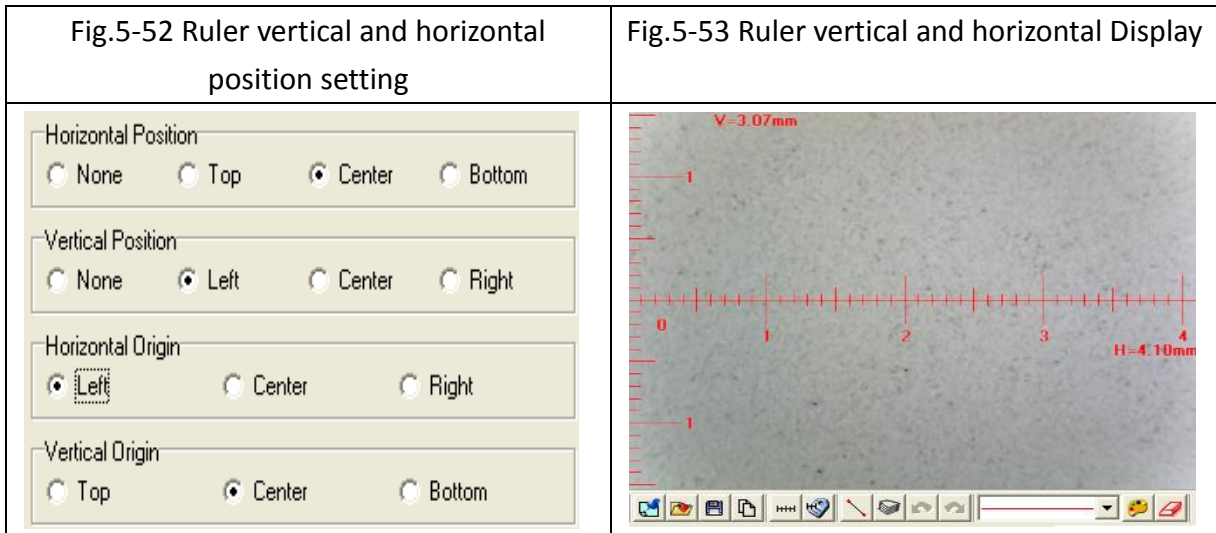 Fig.5-52 Ruler vertical and horizontal
position setting
Fig.5-53 Ruler vertical and horizontal Display
Horizontal Position
None Top Center Bottom
Vertical Position
None Left Center Right
Horizontal Origin
Left Center Right
Vertical Origin
Top Center Bottom
V=3.07mm
1
0 1 2 3 4
H=4.10mm
1